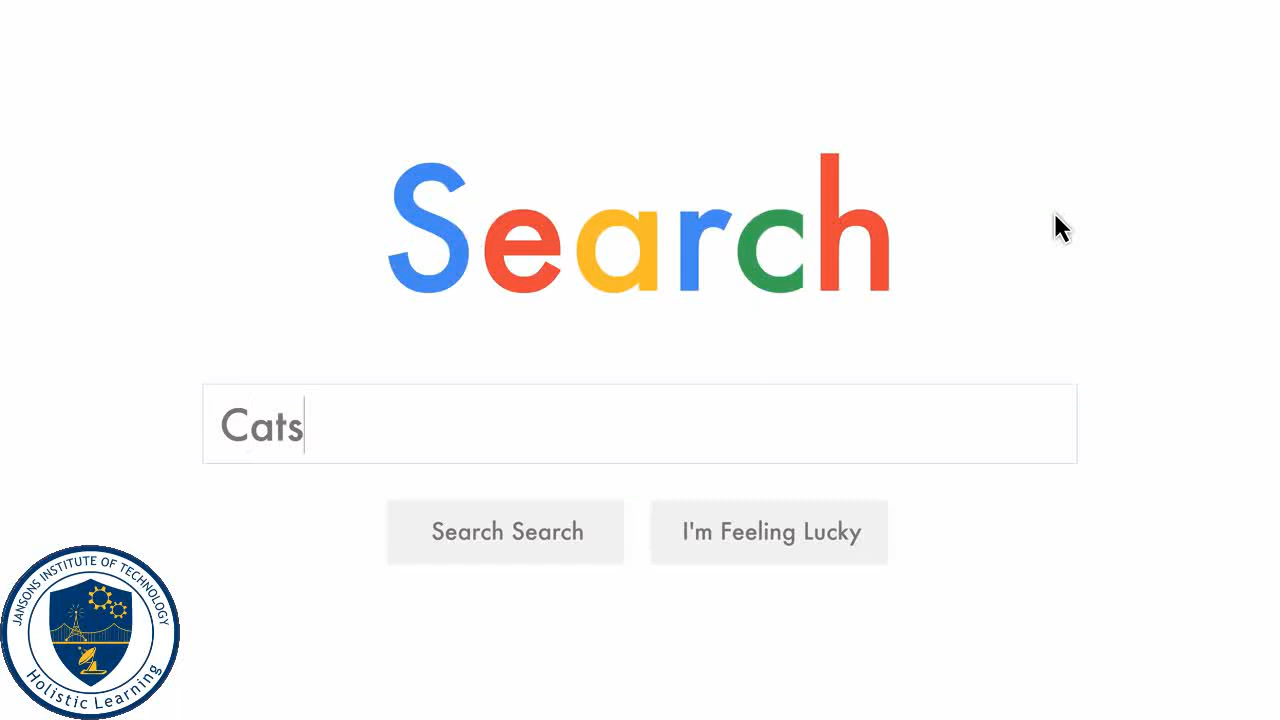 Search
Cats
Search Search
I'm Feeling Lucky
JANSONS INSTITUTE OF TECHNOLOGY
Holistic Learning